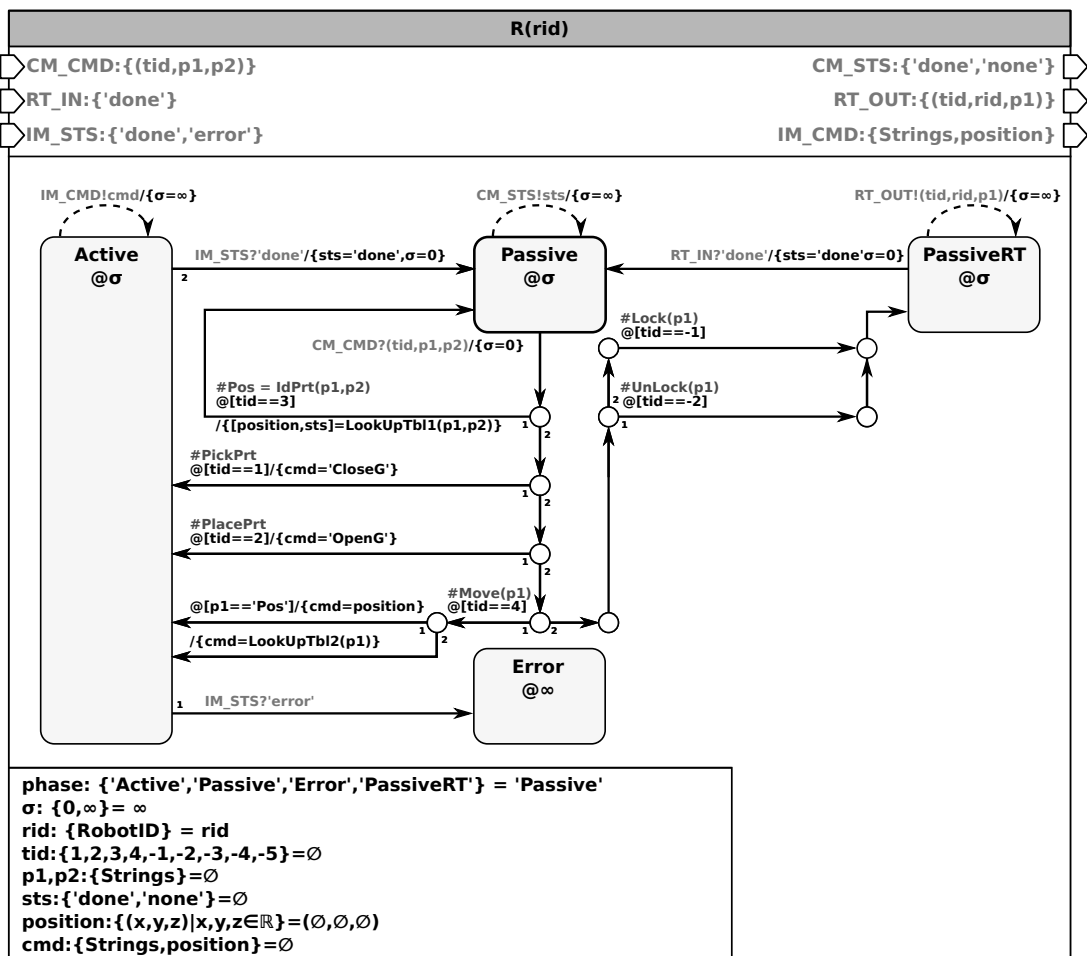 R(rid)
CM_CMD:{(tid,p1,p2)}
CM_STS:{'done','none'}
RT_IN:{'done'}
RT_OUT:{(tid,rid,p1)}
IM_STS:{'done','error'}
IM_CMD:{Strings,position}
IM_CMD!cmd/{σ=∞}
CM_STS!sts/{σ=∞}
RT_OUT!(tid,rid,p1)/{σ=∞}
Active
@σ
IM_STS?'done'/{sts='done',σ=0}
2
Passive
@σ
RT_IN?'done'/{sts='done'σ=0}
PassiveRT
@σ
CM_CMD?(tid,p1,p2)/{σ=0}
#Lock(p1)
@[tid==-1]
#Pos = IdPrt(p1,p2)
@[tid==3]
/{[position,sts]=LookUpTbl1(p1,p2)}
1
2
#UnLock(p1)
2
@[tid==-2]
1
#PickPrt
@[tid==1]/{cmd='CloseG'}
1
2
#PlacePrt
@[tid==2]/{cmd='OpenG'}
1
2
#Move(p1)
@[tid==4]
1
2
@[p1=='Pos']/{cmd=position}
1
2
/{cmd=LookUpTbl2(p1)}
Error
@∞
1
IM_STS?'error'
phase: {'Active','Passive','Error','PassiveRT'} = 'Passive'
σ: {0,∞}= ∞
rid: {RobotID} = rid
tid:{1,2,3,4,-1,-2,-3,-4,-5}=∅
p1,p2:{Strings}=∅
sts:{'done','none'}=∅
position:{(x,y,z)|x,y,z∈ℝ}=(∅,∅,∅)
cmd:{Strings,position}=∅